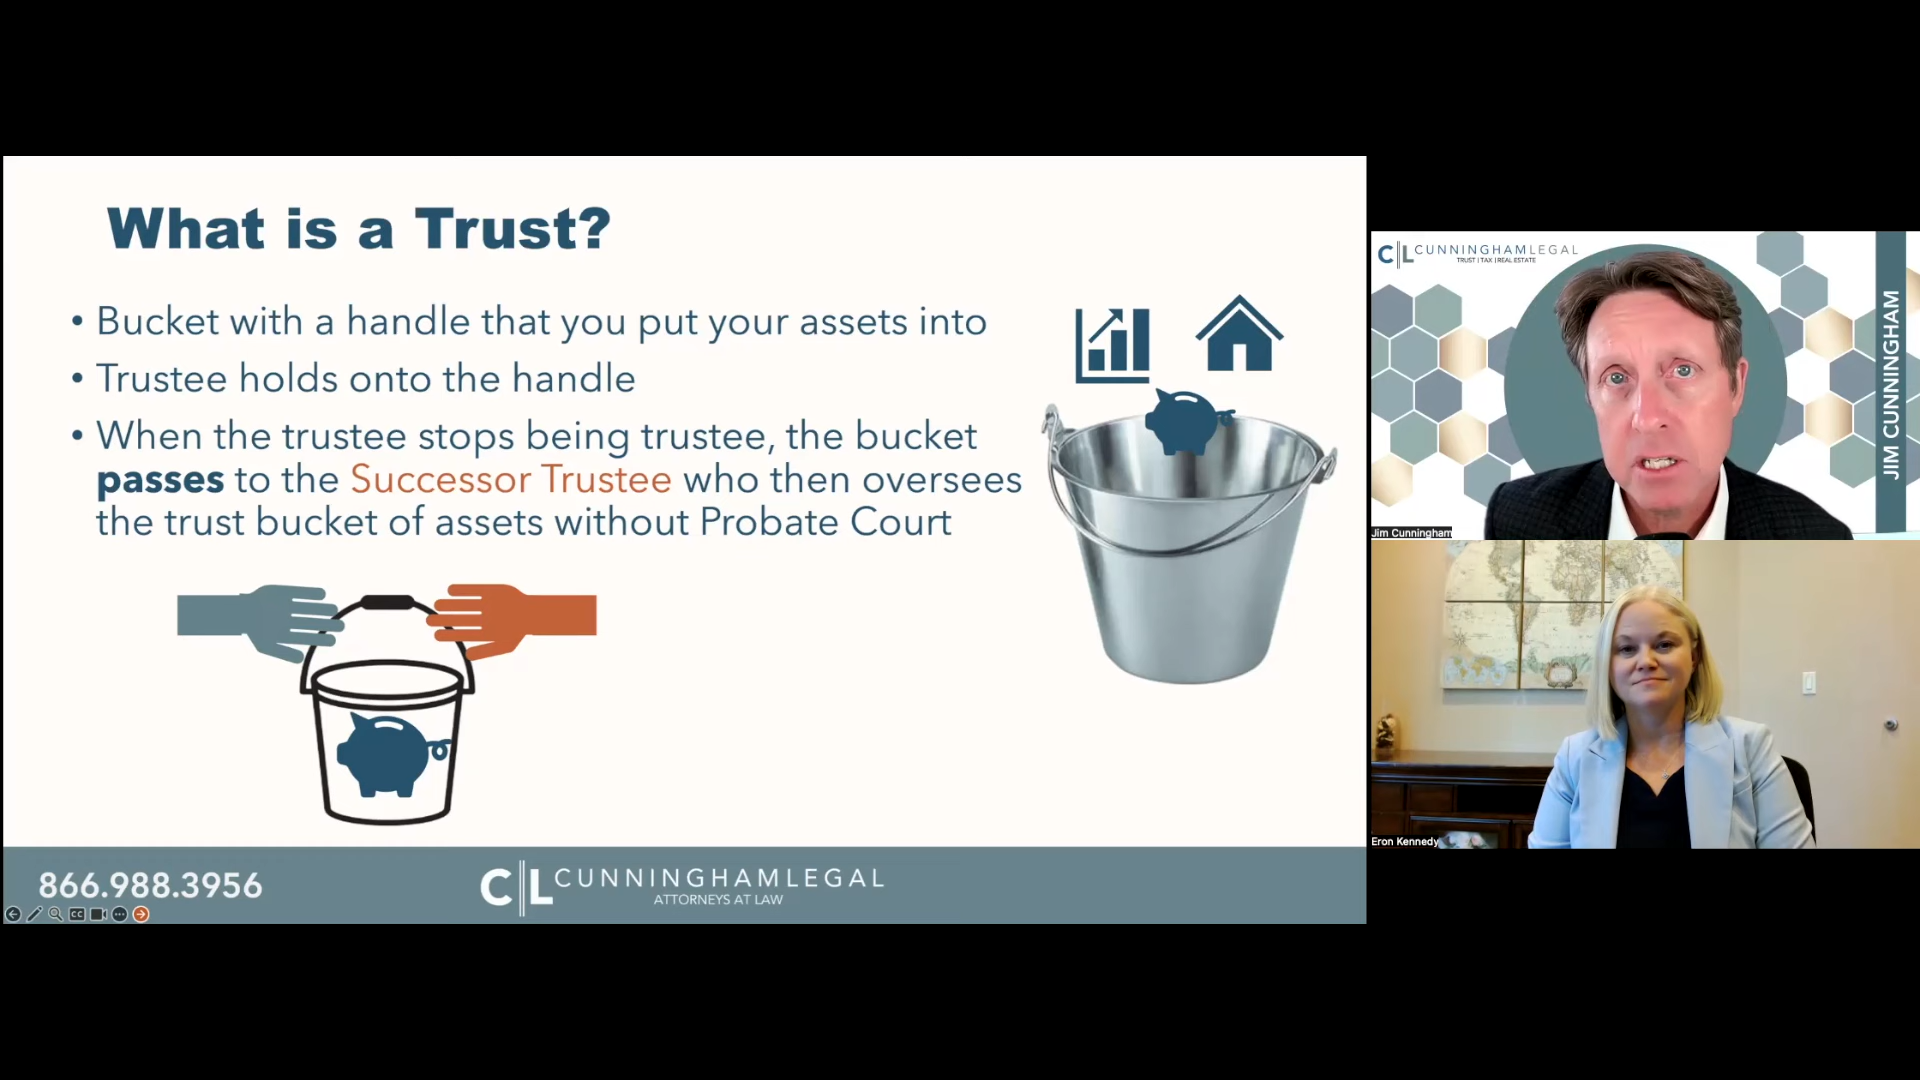 What is a Trust?
• Bucket with a handle that you put your assets into
• Trustee holds onto the handle
• When the trustee stops being trustee, the bucket
passes to the Successor Trustee who then oversees
the trust bucket of assets without Probate Court
866.988.3956
CL CUNNINGHAMLEGAL
ATTORNEYS AT LAW
CC
CL CUNNINGHAMLEGAL
TRUST | TAX | REAL ESTATE
JIM CUNNINGHAM
Jim Cunningham
Eron Kennedy